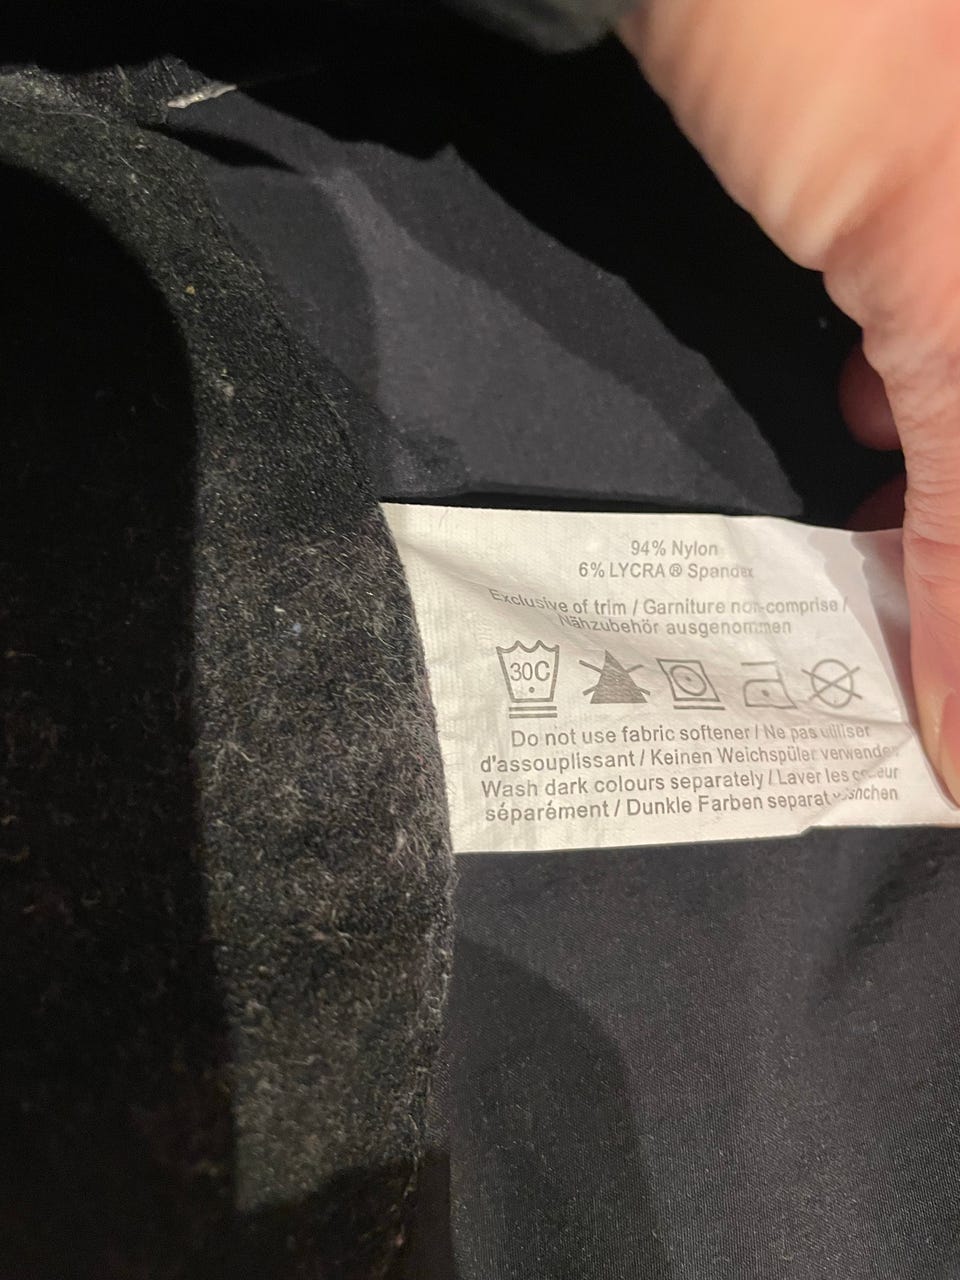 94% Nylon
6% LYCRA ® Spandex
Exclusive of trim / Garniture non-comprise /
Nähzubehör ausgenommen
30C
Do not use fabric softener / Ne pas utiliser
d'assouplissant / Keinen Weichspüler verwenden
Wash dark colours separately / Laver les couleur
séparément / Dunkle Farben separat waschen